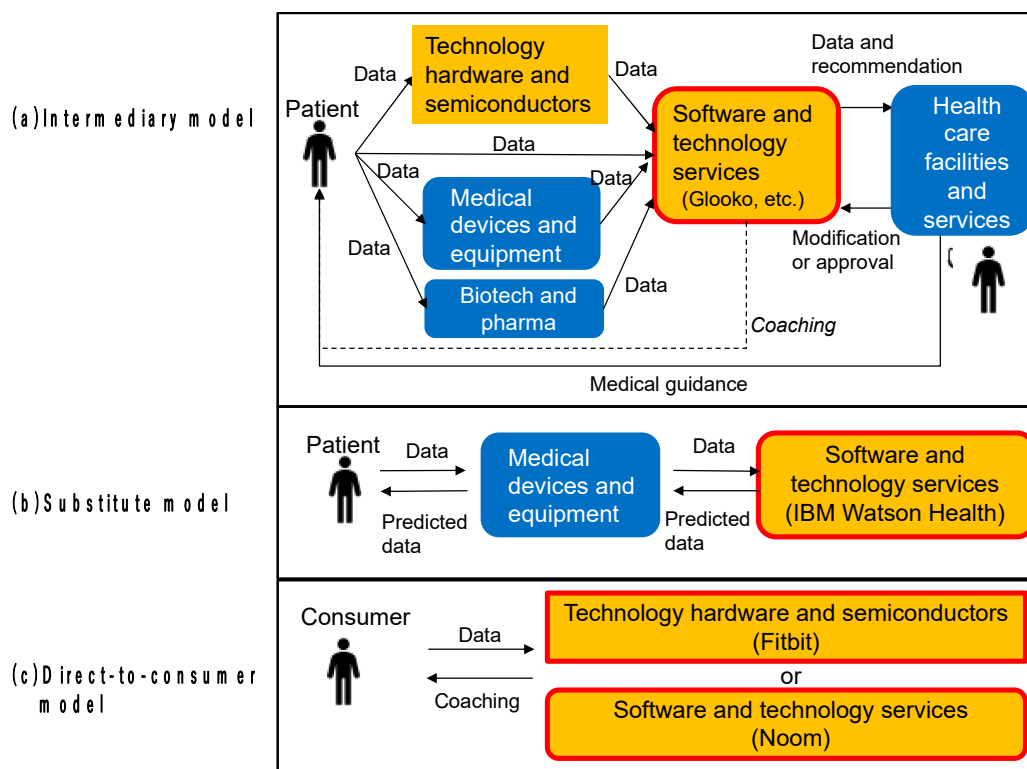 (a)Intermediary model
Patient
Data
Technology
hardware and
semiconductors
Data
Data
Data
Medical
devices and
equipment
Data
Data
Biotech and
pharma
Data
Software and
technology
services
(Glooko, etc.)
Data and
recommendation
Health
care
facilities
and
services
Modification
or approval
Coaching
Medical guidance
(b)Substitute model
Patient
Data
Predicted
data
Medical
devices and
equipment
Data
Predicted
data
Software and
technology services
(IBM Watson Health)
(c)Direct-to-consumer
model
Consumer
Data
Coaching
Technology hardware and semiconductors
(Fitbit)
or
Software and technology services
(Noom)